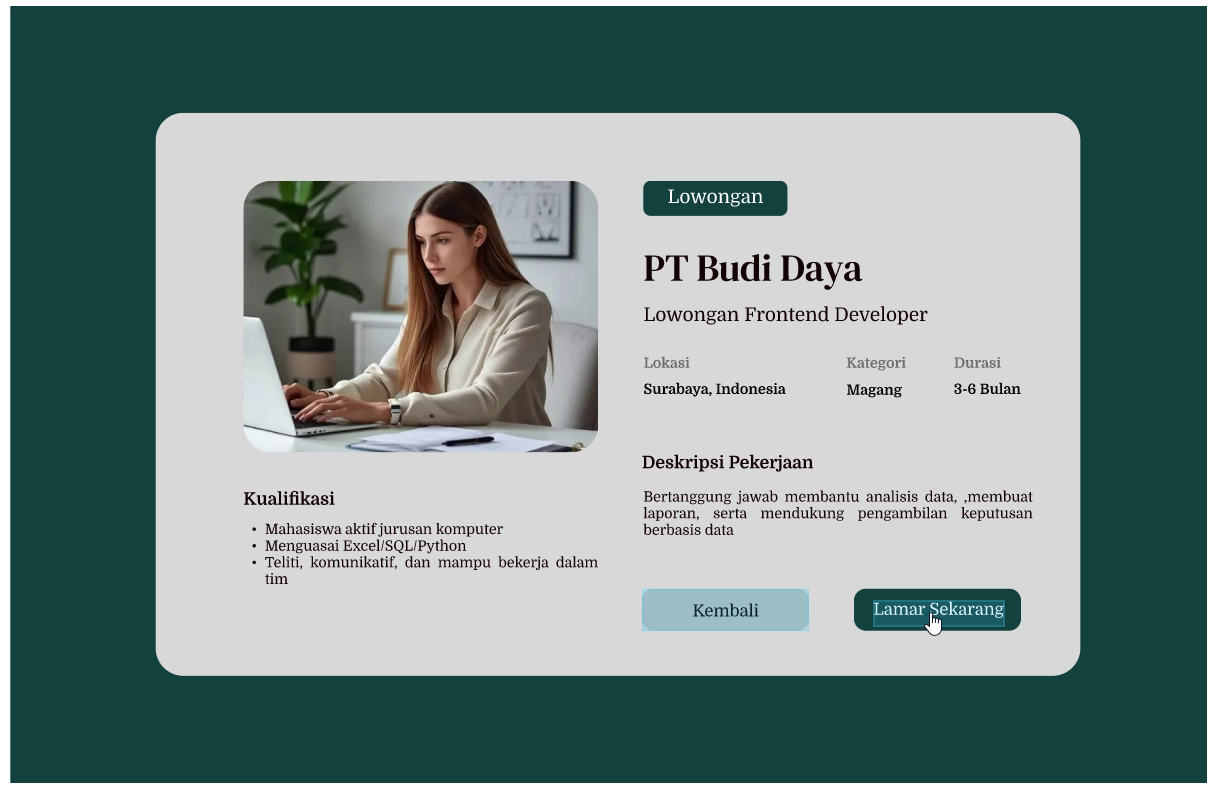 Lowongan
PT Budi Daya
Lowongan Frontend Developer
Lokasi
Kategori
Durasi
Surabaya, Indonesia
Magang
3-6 Bulan
Deskripsi Pekerjaan
Bertanggung jawab membantu analisis data, ,membuat
laporan, serta mendukung pengambilan keputusan
berbasis data
Kualifikasi
• Mahasiswa aktif jurusan komputer
• Menguasai Excel/SQL/Python
• Teliti, komunikatif, dan mampu bekerja dalam
tim
Kembali
Lamar Sekarang